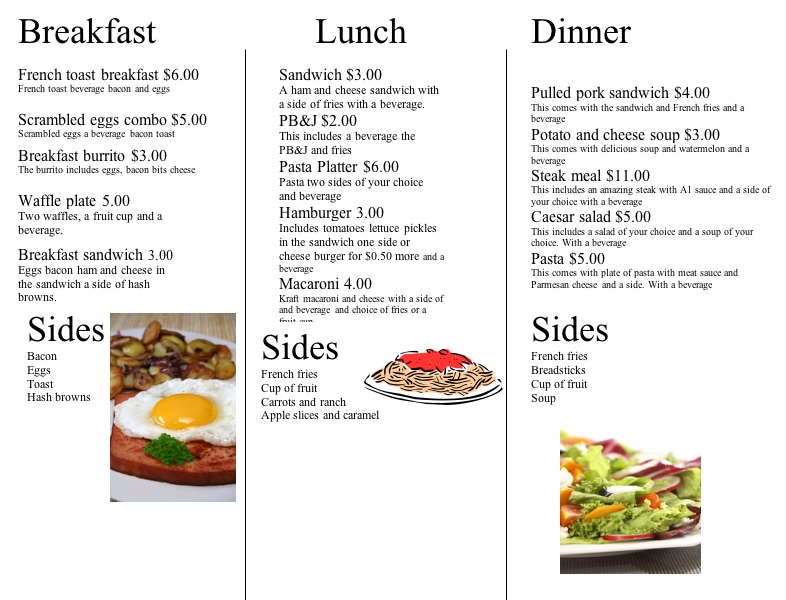 Breakfast
French toast breakfast $6.00
French toast beverage bacon and eggs
Scrambled eggs combo $5.00
Scrambled eggs a beverage bacon toast
Breakfast burrito $3.00
The burrito includes eggs, bacon bits cheese
Waffle plate 5.00
Two waffles, a fruit cup and a
beverage.
Breakfast sandwich 3.00
Eggs bacon ham and cheese in
the sandwich a side of hash
browns.
Sides
Bacon
Eggs
Toast
Hash browns
Lunch
Sandwich $3.00
A ham and cheese sandwich with
a side of fries with a beverage.
PB&J $2.00
This includes a beverage the
PB&J and fries
Pasta Platter $6.00
Pasta two sides of your choice
and beverage
Hamburger 3.00
Includes tomatoes lettuce pickles
in the sandwich one side or
cheese burger for $0.50 more and a
beverage
Macaroni 4.00
Kraft macaroni and cheese with a side of
and beverage and choice of fries or a
fruit cup
Sides
French fries
Cup of fruit
Carrots and ranch
Apple slices and caramel
Dinner
Pulled pork sandwich $4.00
This comes with the sandwich and French fries and a
beverage
Potato and cheese soup $3.00
This comes with delicious soup and watermelon and a
beverage
Steak meal $11.00
This includes an amazing steak with A1 sauce and a side of
your choice with a beverage
Caesar salad $5.00
This includes a salad of your choice and a soup of your
choice. With a beverage
Pasta $5.00
This comes with plate of pasta with meat sauce and
Parmesan cheese and a side. With a beverage
Sides
French fries
Breadsticks
Cup of fruit
Soup